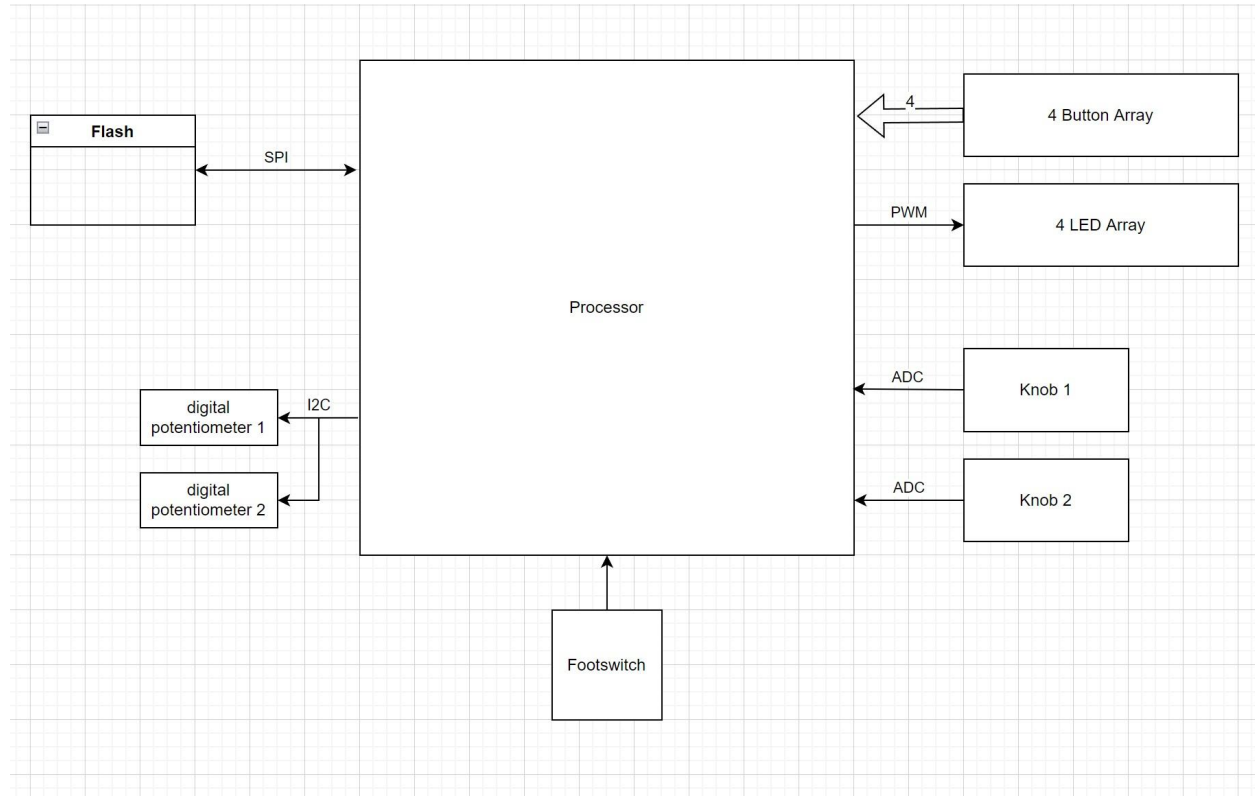 4
4 Button Array
Flash
SPI
PWM
4 LED Array
Processor
ADC
Knob 1
digital
potentiometer 1
I2C
digital
potentiometer 2
ADC
Knob 2
Footswitch